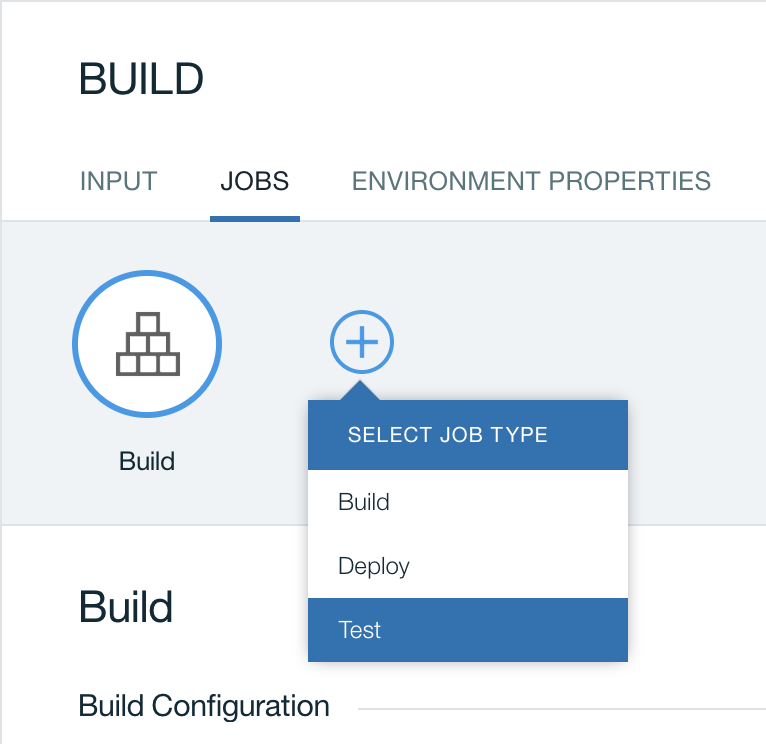 BUILD
INPUT JOBS ENVIRONMENT PROPERTIES
Build
SELECT JOB TYPE
Build
Deploy
Test
Build
Build Configuration